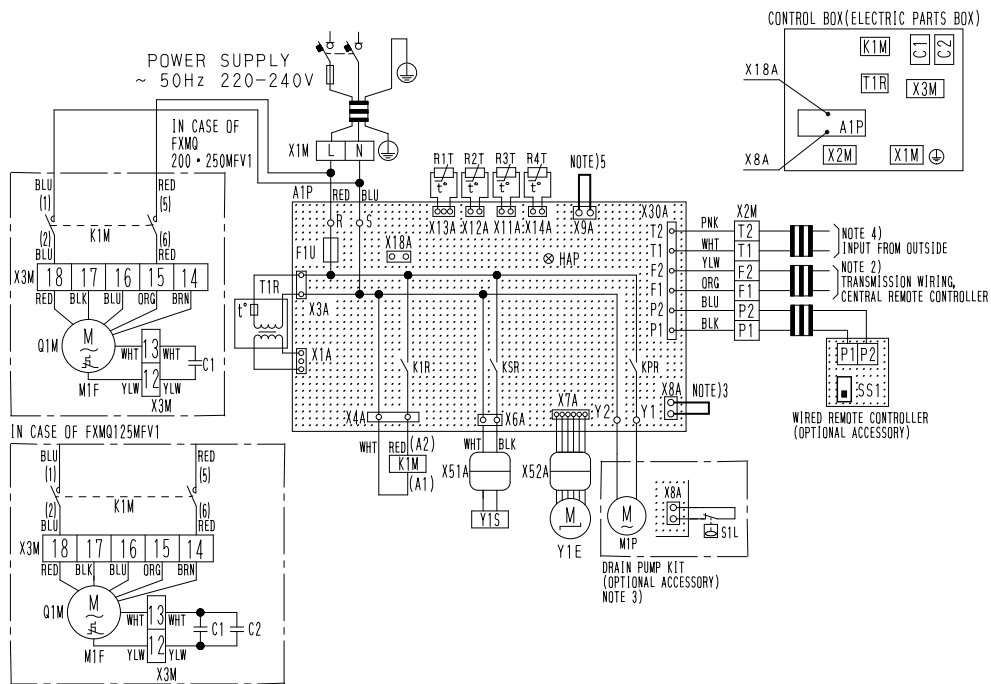 CONTROL BOX(ELECTRIC PARTS BOX)
K1M
C1
C2
X18A
T1R
X3M
A1P
X8A
X2M
X1M
POWER SUPPLY
~ 50Hz 220-240V
IN CASE OF
FXMQ
200・250MFV1
X1M
L
N
A1P
RED
BLU
R
S
R1T
R2T
R3T
R4T
NOTE)5
t°
t°
t°
t°
X13A
X12A
X11A
X14A
X9A
X30A
X2M
F1U
X18A
HAP
T2
PNK
T2
NOTE 4)
T1
WHT
T1
INPUT FROM OUTSIDE
F2
YLW
F2
NOTE 2)
F1
ORG
F1
TRANSMISSION WIRING,
CENTRAL REMOTE CONTROLLER
P2
BLU
P2
P1
BLK
P1
P1
P2
SS1
WIRED REMOTE CONTROLLER
(OPTIONAL ACCESSORY)
T1R
t°
X3A
X1A
K1R
KSR
KPR
X8A
NOTE)3
X4A
X6A
X7A
Y2
Y1
WHT
RED
(A2)
K1M
(A1)
WHT
BLK
X51A
Y1S
X52A
M
Y1E
M
~
M1P
X8A
S1L
DRAIN PUMP KIT
(OPTIONAL ACCESSORY)
NOTE 3)
BLU
(1)
RED
(5)
K1M
(2)
BLU
(6)
RED
X3M
18
17
16
15
14
RED
BLK
BLU
ORG
BRN
Q1M
M
~
M1F
WHT
13
WHT
C1
YLW
12
YLW
X3M
IN CASE OF FXMQ125MFV1
BLU
(1)
RED
(5)
K1M
(2)
BLU
(6)
RED
X3M
18
17
16
15
14
RED
BLK
BLU
ORG
BRN
Q1M
M
~
M1F
WHT
13
WHT
C1
C2
YLW
12
YLW
X3M